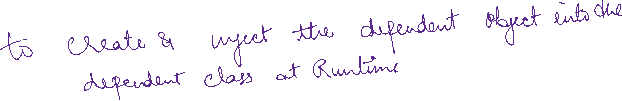 to create & inject the dependent object into the
dependent class at Runtime